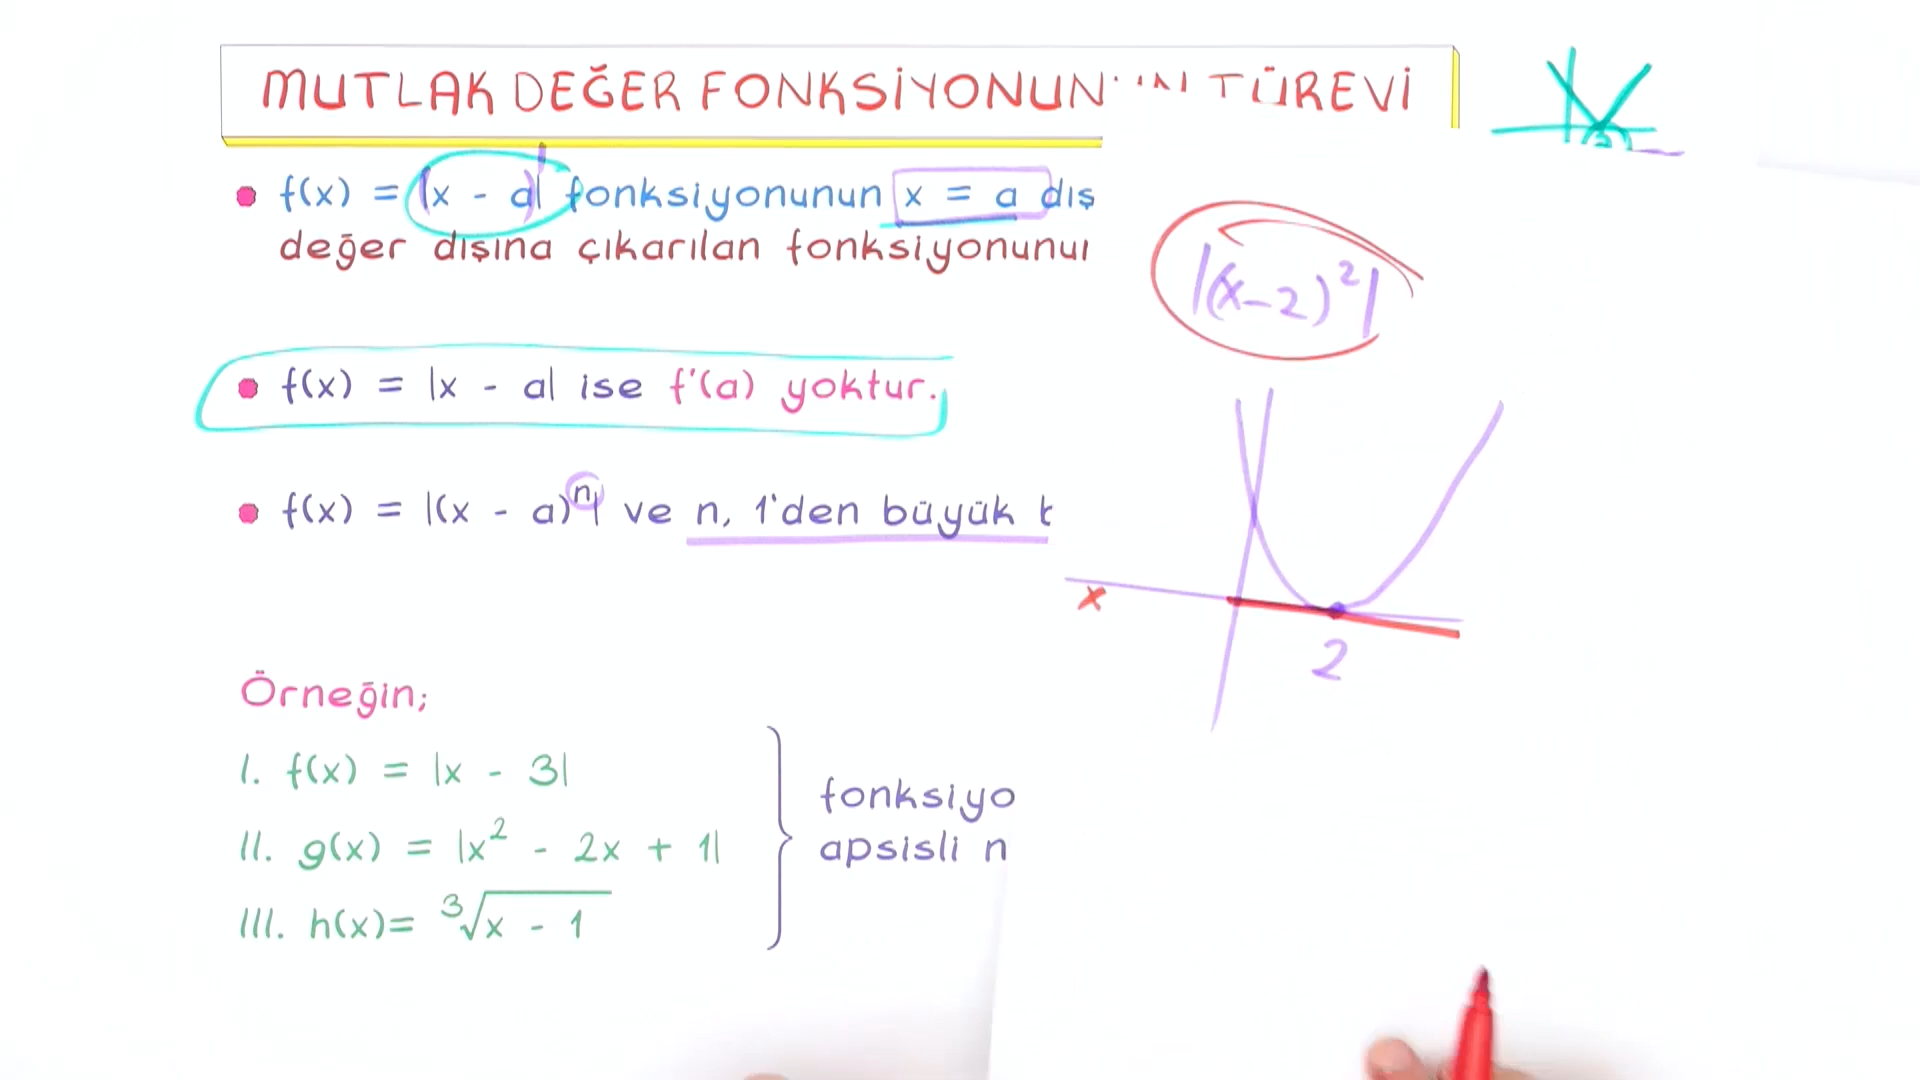 MUTLAK DEĞER FONKSİYONUN TÜREVİ
f(x) = |x - a| fonksiyonunun x = a dış
değer dışına çıkarılan fonksiyonunu
|(x-2)²|
f(x) = |x - a| ise f'(a) yoktur.
f(x) = |(x - a)ⁿ| ve n, 1'den büyük t
x
2
Örneğin;
I. f(x) = |x - 3|
II. g(x) = |x² - 2x + 1|
III. h(x)= ³√x - 1
fonksiyo
apsisli n